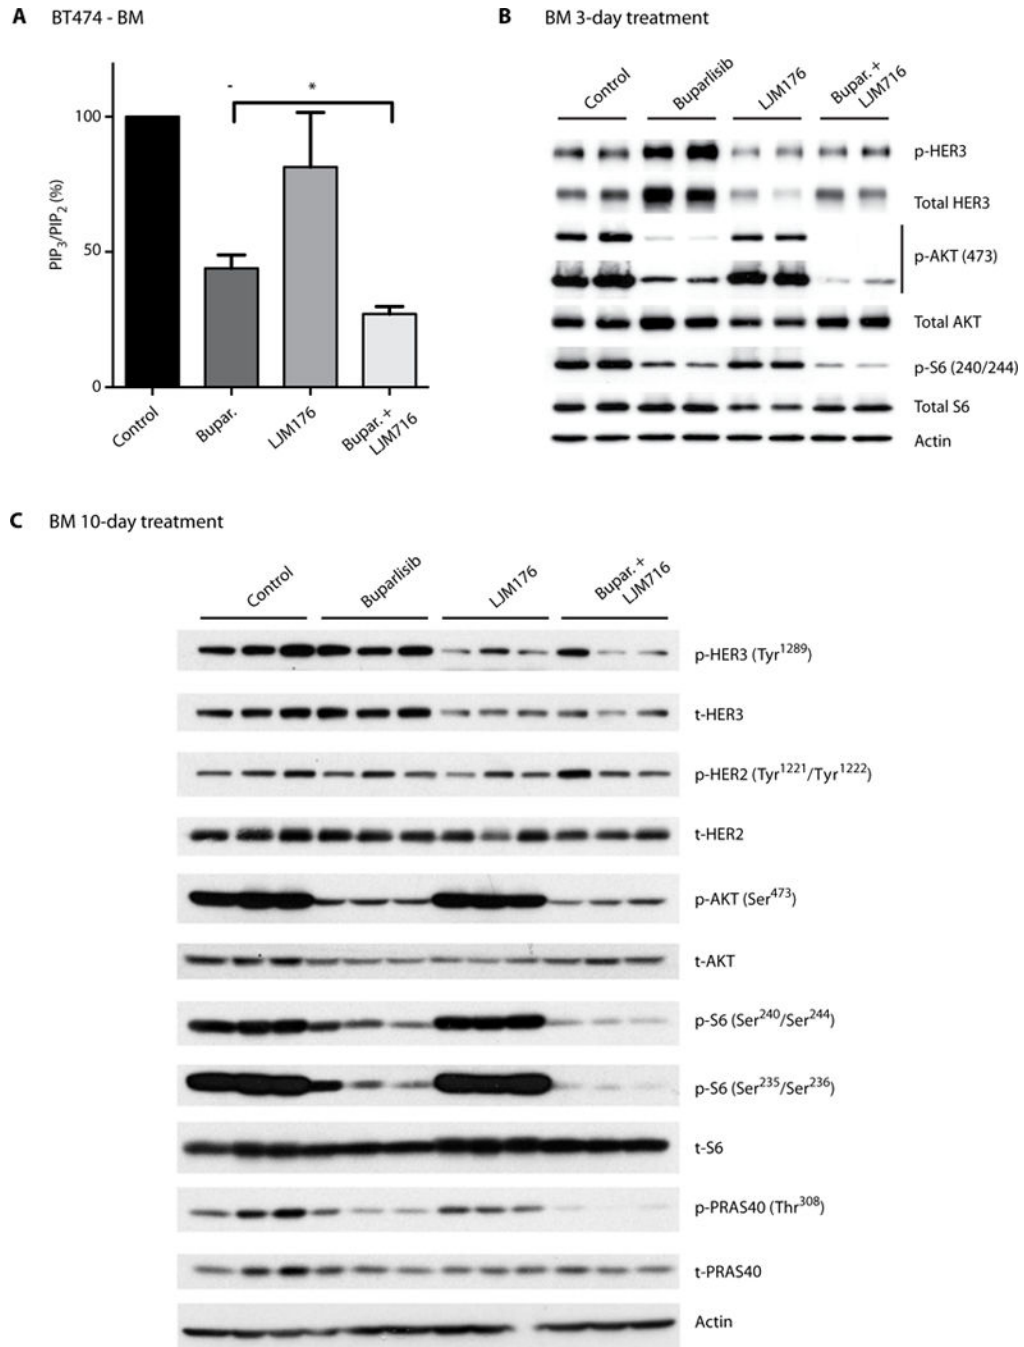 A BT474 - BM
PIP3/PIP2 (%)
100
50
0
- *
Control
Bupar.
LJM176
Bupar. +
LJM716
B BM 3-day treatment
Control
Buparlisib
LJM176
Bupar. +
LJM716
p-HER3
Total HER3
p-AKT (473)
Total AKT
p-S6 (240/244)
Total S6
Actin
C BM 10-day treatment
Control
Buparlisib
LJM176
Bupar. +
LJM716
p-HER3 (Tyr1289)
t-HER3
p-HER2 (Tyr1221/Tyr1222)
t-HER2
p-AKT (Ser473)
t-AKT
p-S6 (Ser240/Ser244)
p-S6 (Ser235/Ser236)
t-S6
p-PRAS40 (Thr308)
t-PRAS40
Actin